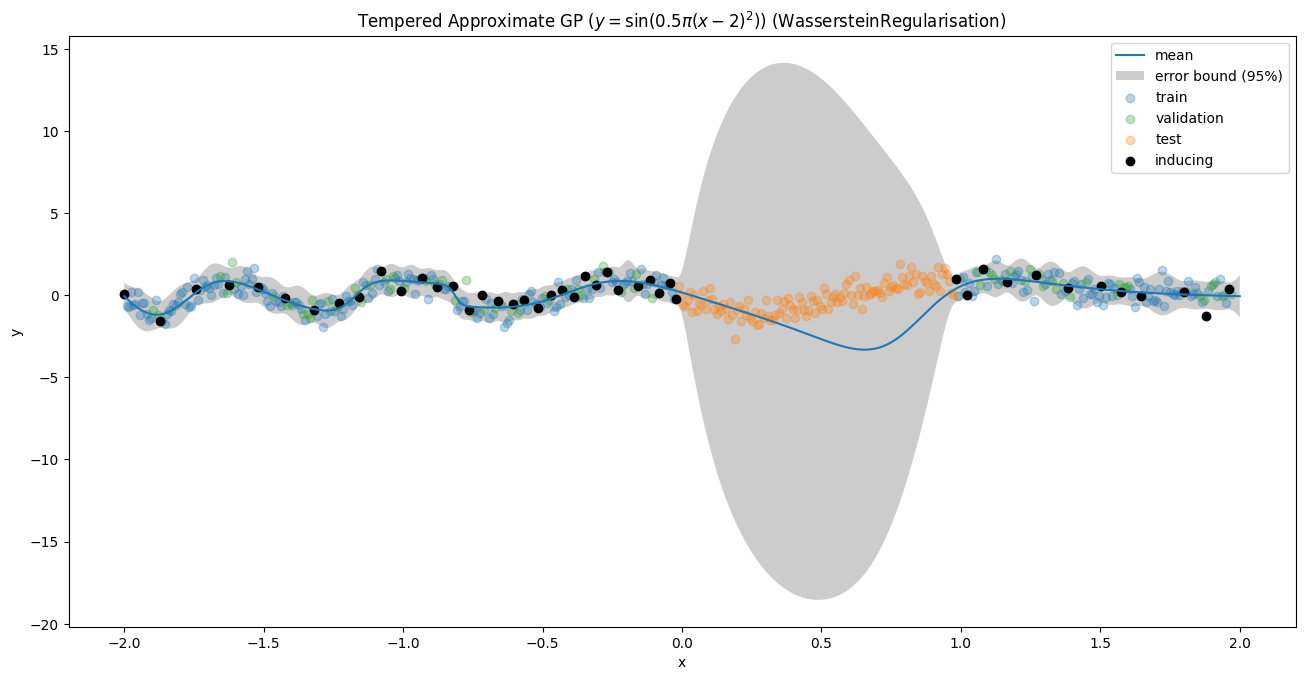 Tempered Approximate GP ($y = \sin(0.5\pi(x-2)^2)$) (WassersteinRegularisation)
mean
error bound (95%)
train
validation
test
inducing
15
10
5
0
−5
−10
−15
−20
y
−2.0 −1.5 −1.0 −0.5 0.0 0.5 1.0 1.5 2.0
x